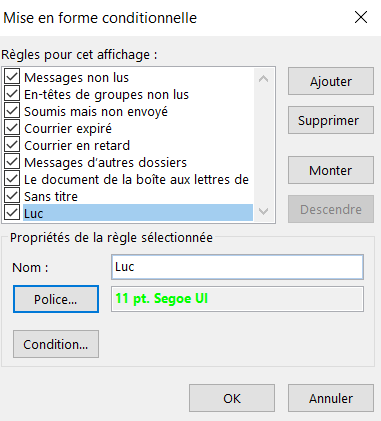 Mise en forme conditionnelle
Règles pour cet affichage :
Messages non lus
En-têtes de groupes non lus
Soumis mais non envoyé
Courrier expiré
Courrier en retard
Messages d'autres dossiers
Le document de la boîte aux lettres de
Sans titre
Luc
Ajouter
Supprimer
Monter
Descendre
Propriétés de la règle sélectionnée
Nom :
Luc
Police...
11 pt. Segoe UI
Condition...
OK
Annuler